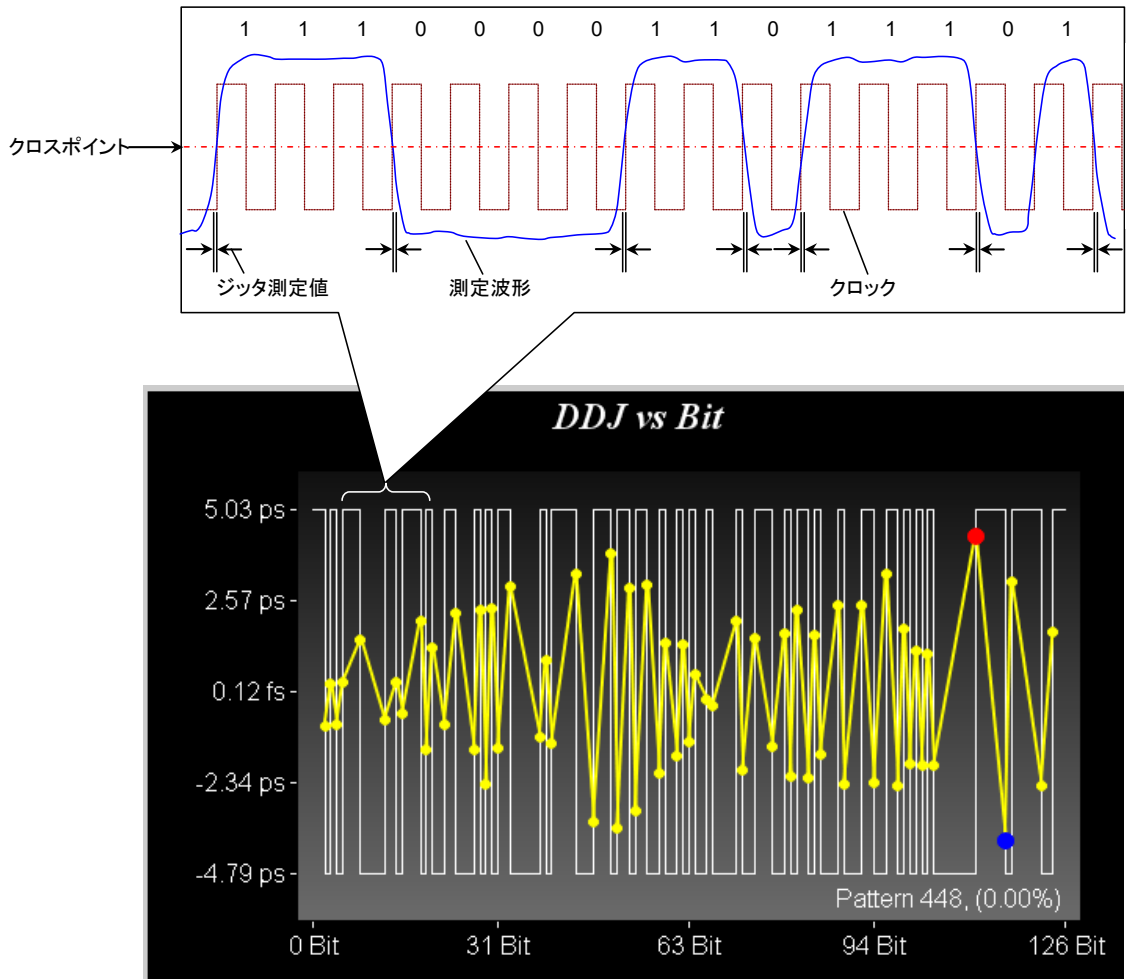 1 1 1 0 0 0 0 1 1 0 1 1 1 0 1
クロスポイント
ジッタ測定値
測定波形
クロック
DDJ vs Bit
5.03 ps
2.57 ps
0.12 fs
-2.34 ps
-4.79 ps
Pattern 448, (0.00%)
0 Bit 31 Bit 63 Bit 94 Bit 126 Bit